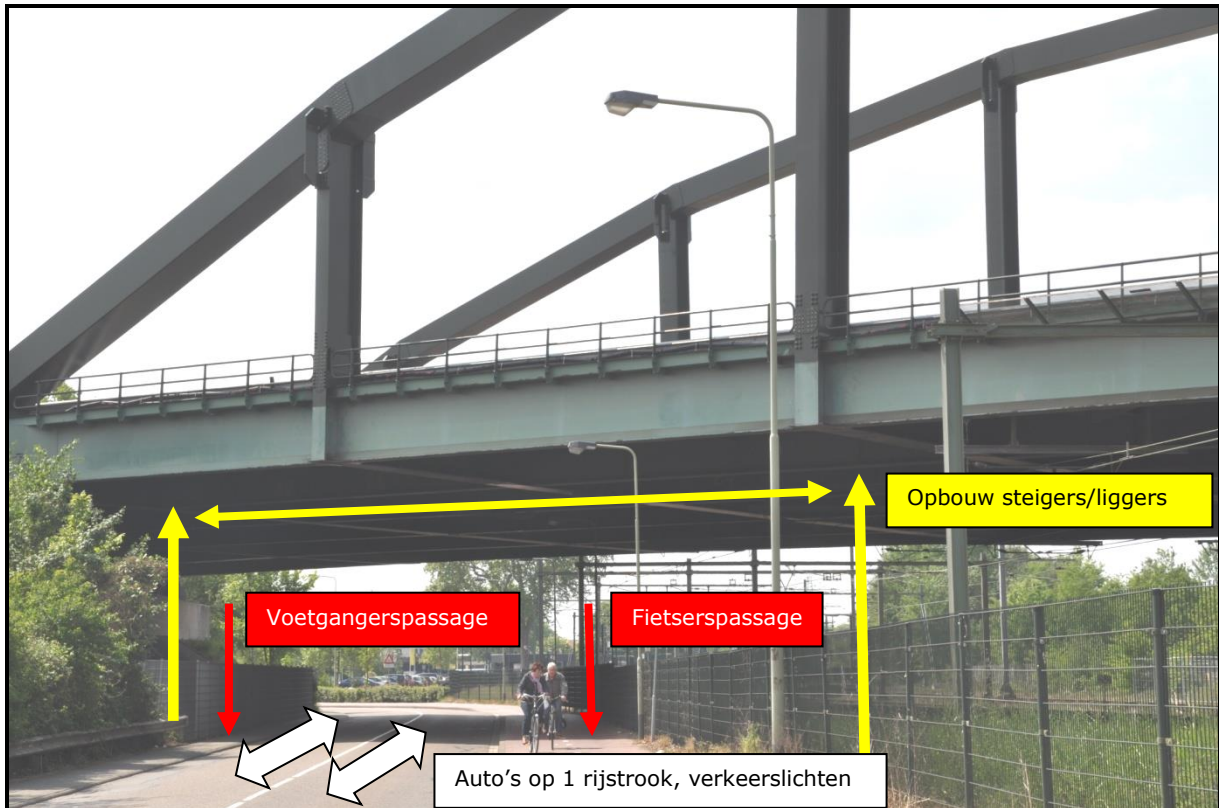 Opbouw steigers/liggers
Voetgangerspassage
Fietserspassage
Auto's op 1 rijstrook, verkeerslichten